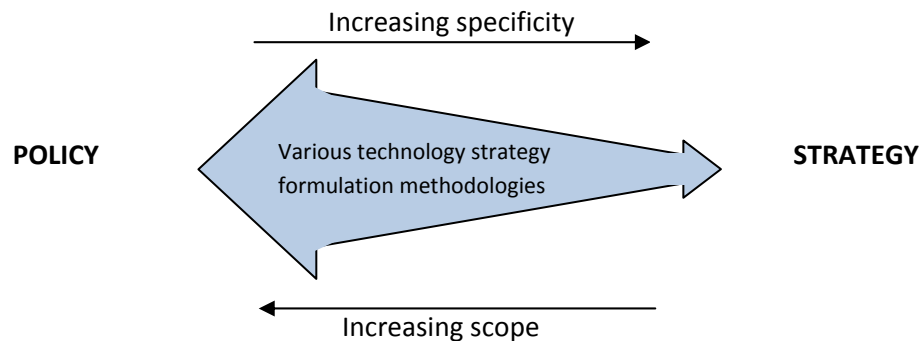 Increasing specificity
POLICY
Various technology strategy
formulation methodologies
STRATEGY
Increasing scope